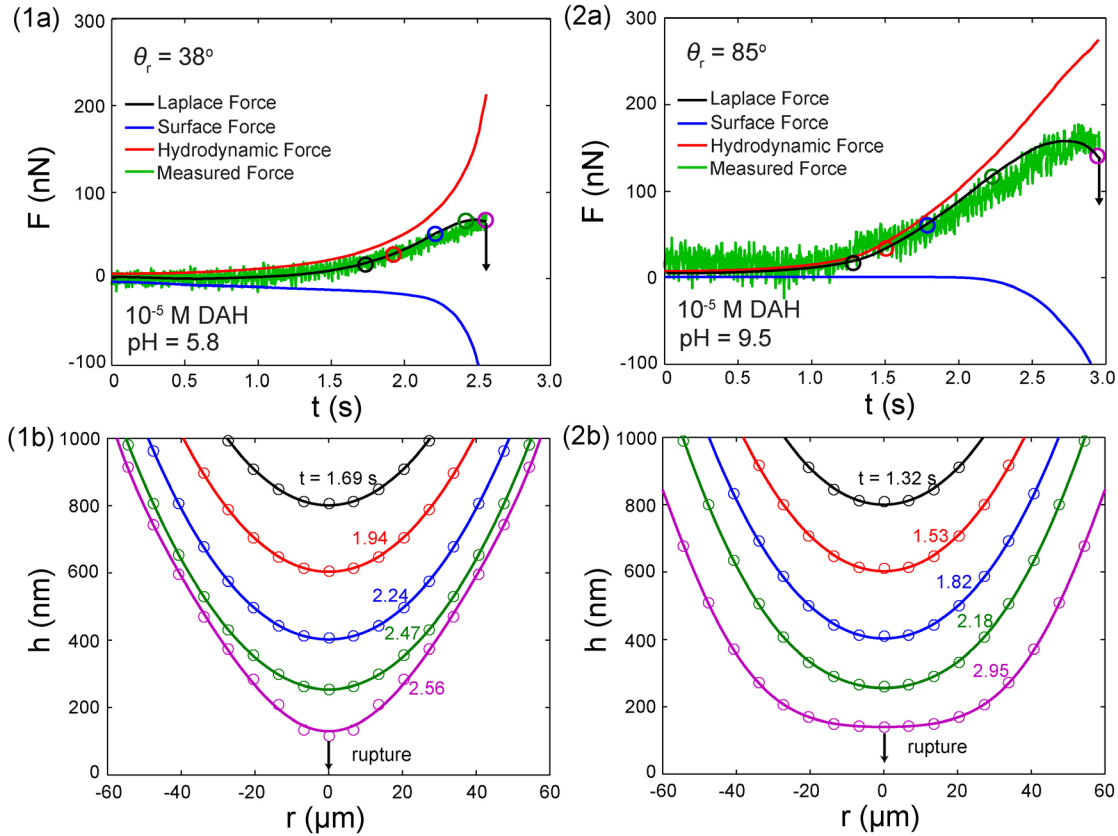 (1a)
300
200
100
0
-100
F (nN)
θr = 38°
Laplace Force
Surface Force
Hydrodynamic Force
Measured Force
10-5 M DAH
pH = 5.8
0
0.5
1.0
1.5
2.0
2.5
3.0
t (s)
(2a)
300
200
100
0
-100
F (nN)
θr = 85°
Laplace Force
Surface Force
Hydrodynamic Force
Measured Force
10-5 M DAH
pH = 9.5
0.0
0.5
1.0
1.5
2.0
2.5
3.0
t (s)
(1b)
1000
800
600
400
200
0
h (nm)
t = 1.69 s
1.94
2.24
2.47
2.56
rupture
-60
-40
-20
0
20
40
60
r (μm)
(2b)
1000
800
600
400
200
0
h (nm)
t = 1.32 s
1.53
1.82
2.18
2.95
rupture
-60
-40
-20
0
20
40
60
r (μm)